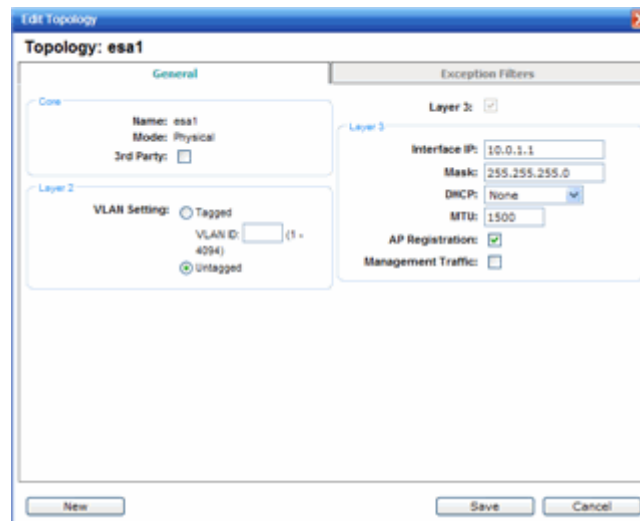 Edit Topology
Topology: esa1
General
Exception Filters
Core
Name: esa1
Mode: Physical
3rd Party:
Layer 2
VLAN Setting: Tagged
VLAN ID: (1 -
4094)
Untagged
Layer 3:
Layer 3
Interface IP: 10.0.1.1
Mask: 255.255.255.0
DHCP: None
MTU: 1500
AP Registration:
Management Traffic:
New
Save
Cancel